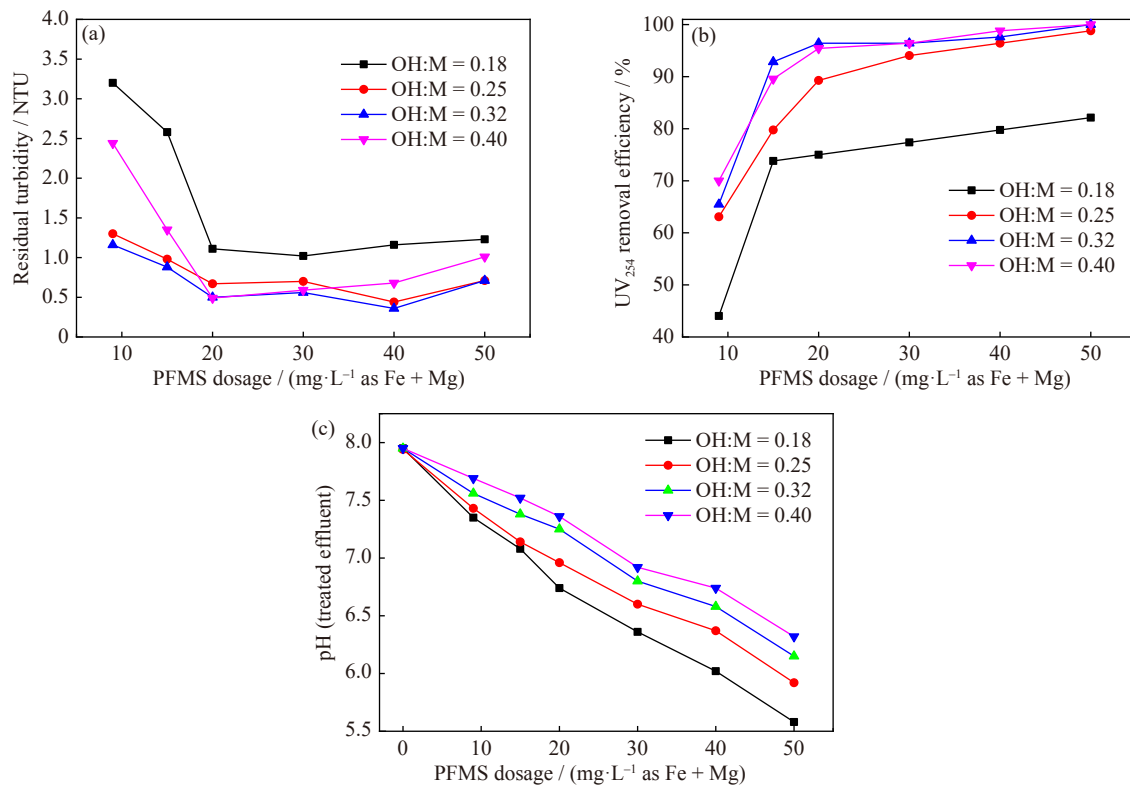 (a)
4.0
3.5
3.0
2.5
2.0
1.5
1.0
0.5
0
Residual turbidity / NTU
OH:M = 0.18
OH:M = 0.25
OH:M = 0.32
OH:M = 0.40
10 20 30 40 50
PFMS dosage / (mg·L⁻¹ as Fe + Mg)
(b)
100
90
80
70
60
50
40
UV₂₅₄ removal efficiency / %
OH:M = 0.18
OH:M = 0.25
OH:M = 0.32
OH:M = 0.40
10 20 30 40 50
PFMS dosage / (mg·L⁻¹ as Fe + Mg)
(c)
8.0
7.5
7.0
6.5
6.0
5.5
pH (treated effluent)
OH:M = 0.18
OH:M = 0.25
OH:M = 0.32
OH:M = 0.40
0 10 20 30 40 50
PFMS dosage / (mg·L⁻¹ as Fe + Mg)